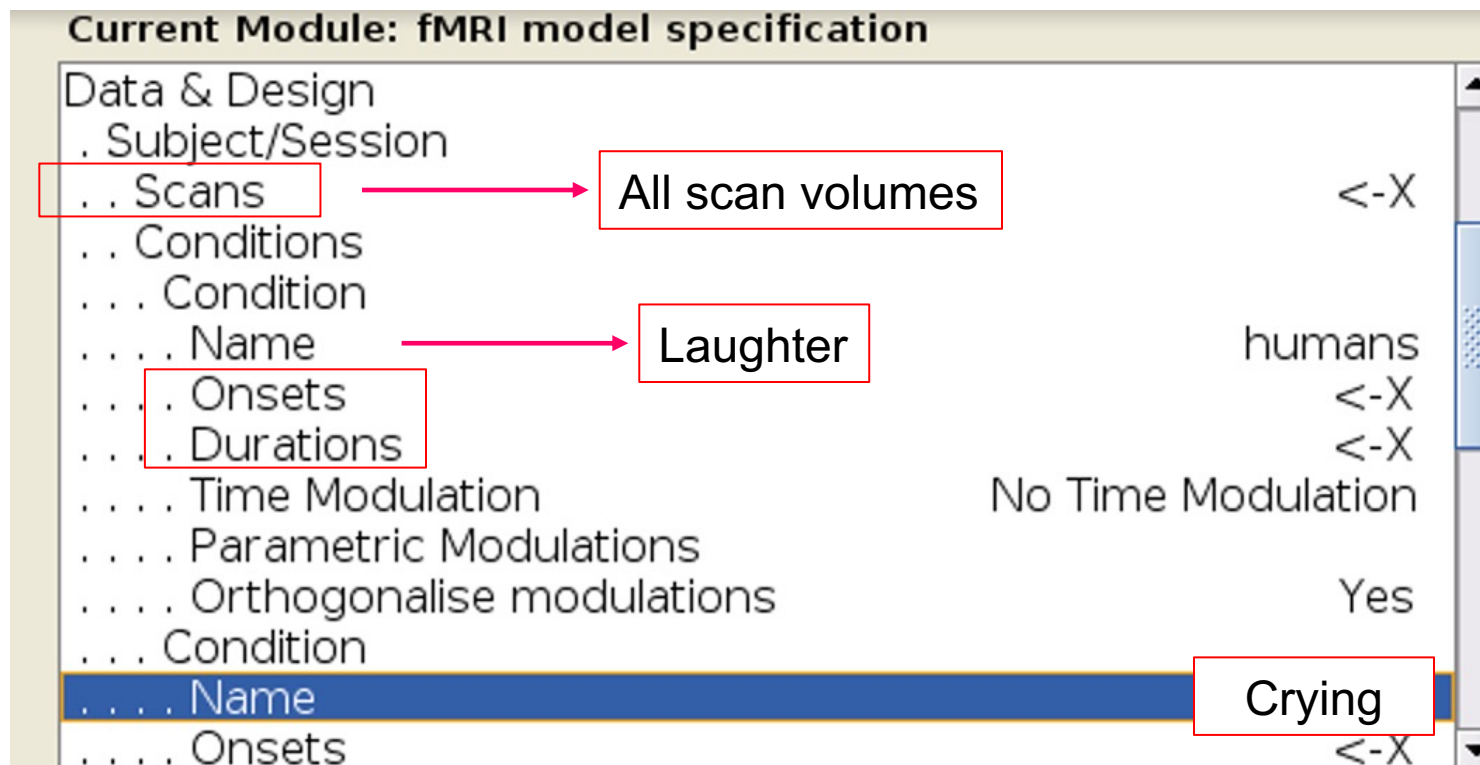 Current Module: fMRI model specification
Data & Design
. Subject/Session
. . Scans All scan volumes <-X
. . Conditions
. . . Condition
. . . . Name Laughter humans
. . . . Onsets <-X
. . . . Durations <-X
. . . . Time Modulation No Time Modulation
. . . . Parametric Modulations
. . . . Orthogonalise modulations Yes
. . . Condition
. . . . Name Crying
. . . . Onsets <-X